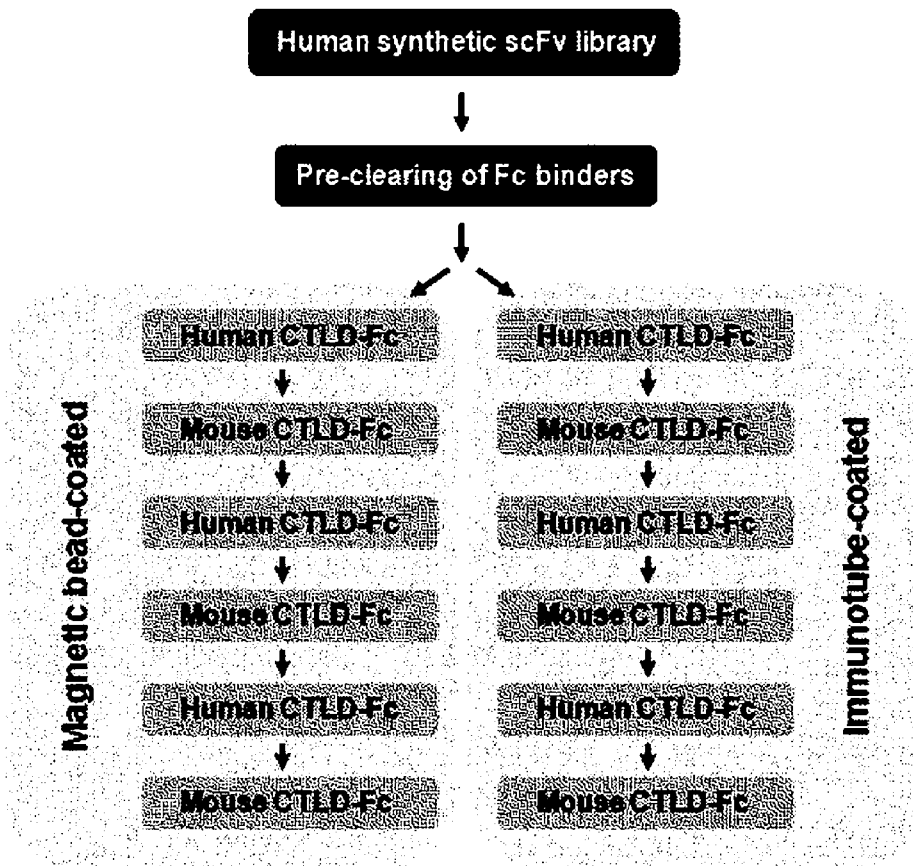 Human synthetic scFv library
Pre-clearing of Fc binders
Magnetic bead-coated
Human CTLD-Fc
Mouse CTLD-Fc
Human CTLD-Fc
Mouse CTLD-Fc
Human CTLD-Fc
Mouse CTLD-Fc
Human CTLD-Fc
Mouse CTLD-Fc
Human CTLD-Fc
Mouse CTLD-Fc
Human CTLD-Fc
Mouse CTLD-Fc
Immunotube-coated